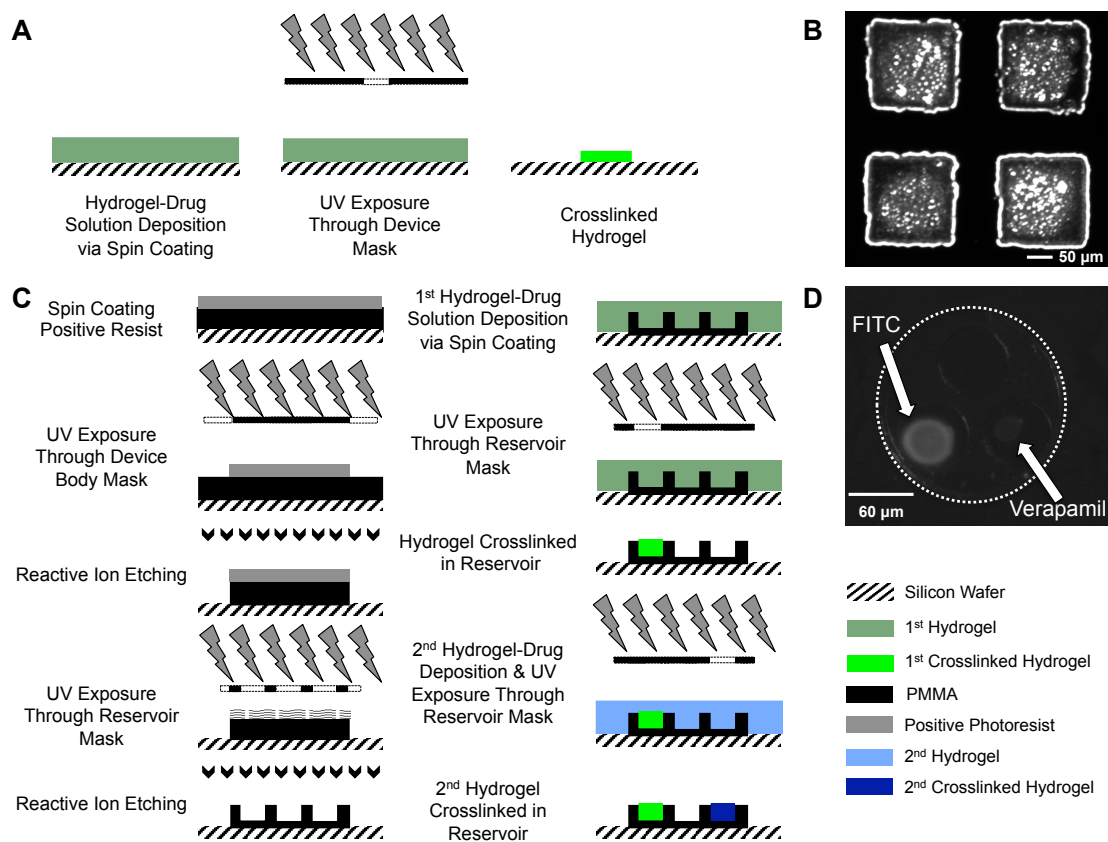 A
Hydrogel-Drug
Solution Deposition
via Spin Coating
UV Exposure
Through Device
Mask
Crosslinked
Hydrogel
B
50 µm
C
Spin Coating
Positive Resist
UV Exposure
Through Device
Body Mask
Reactive Ion Etching
UV Exposure
Through Reservoir
Mask
Reactive Ion Etching
1st Hydrogel-Drug
Solution Deposition
via Spin Coating
UV Exposure
Through Reservoir
Mask
Hydrogel Crosslinked
in Reservoir
2nd Hydrogel-Drug
Deposition & UV
Exposure Through
Reservoir Mask
2nd Hydrogel
Crosslinked in
Reservoir
D
FITC
Verapamil
60 µm
Silicon Wafer
1st Hydrogel
1st Crosslinked Hydrogel
PMMA
Positive Photoresist
2nd Hydrogel
2nd Crosslinked Hydrogel